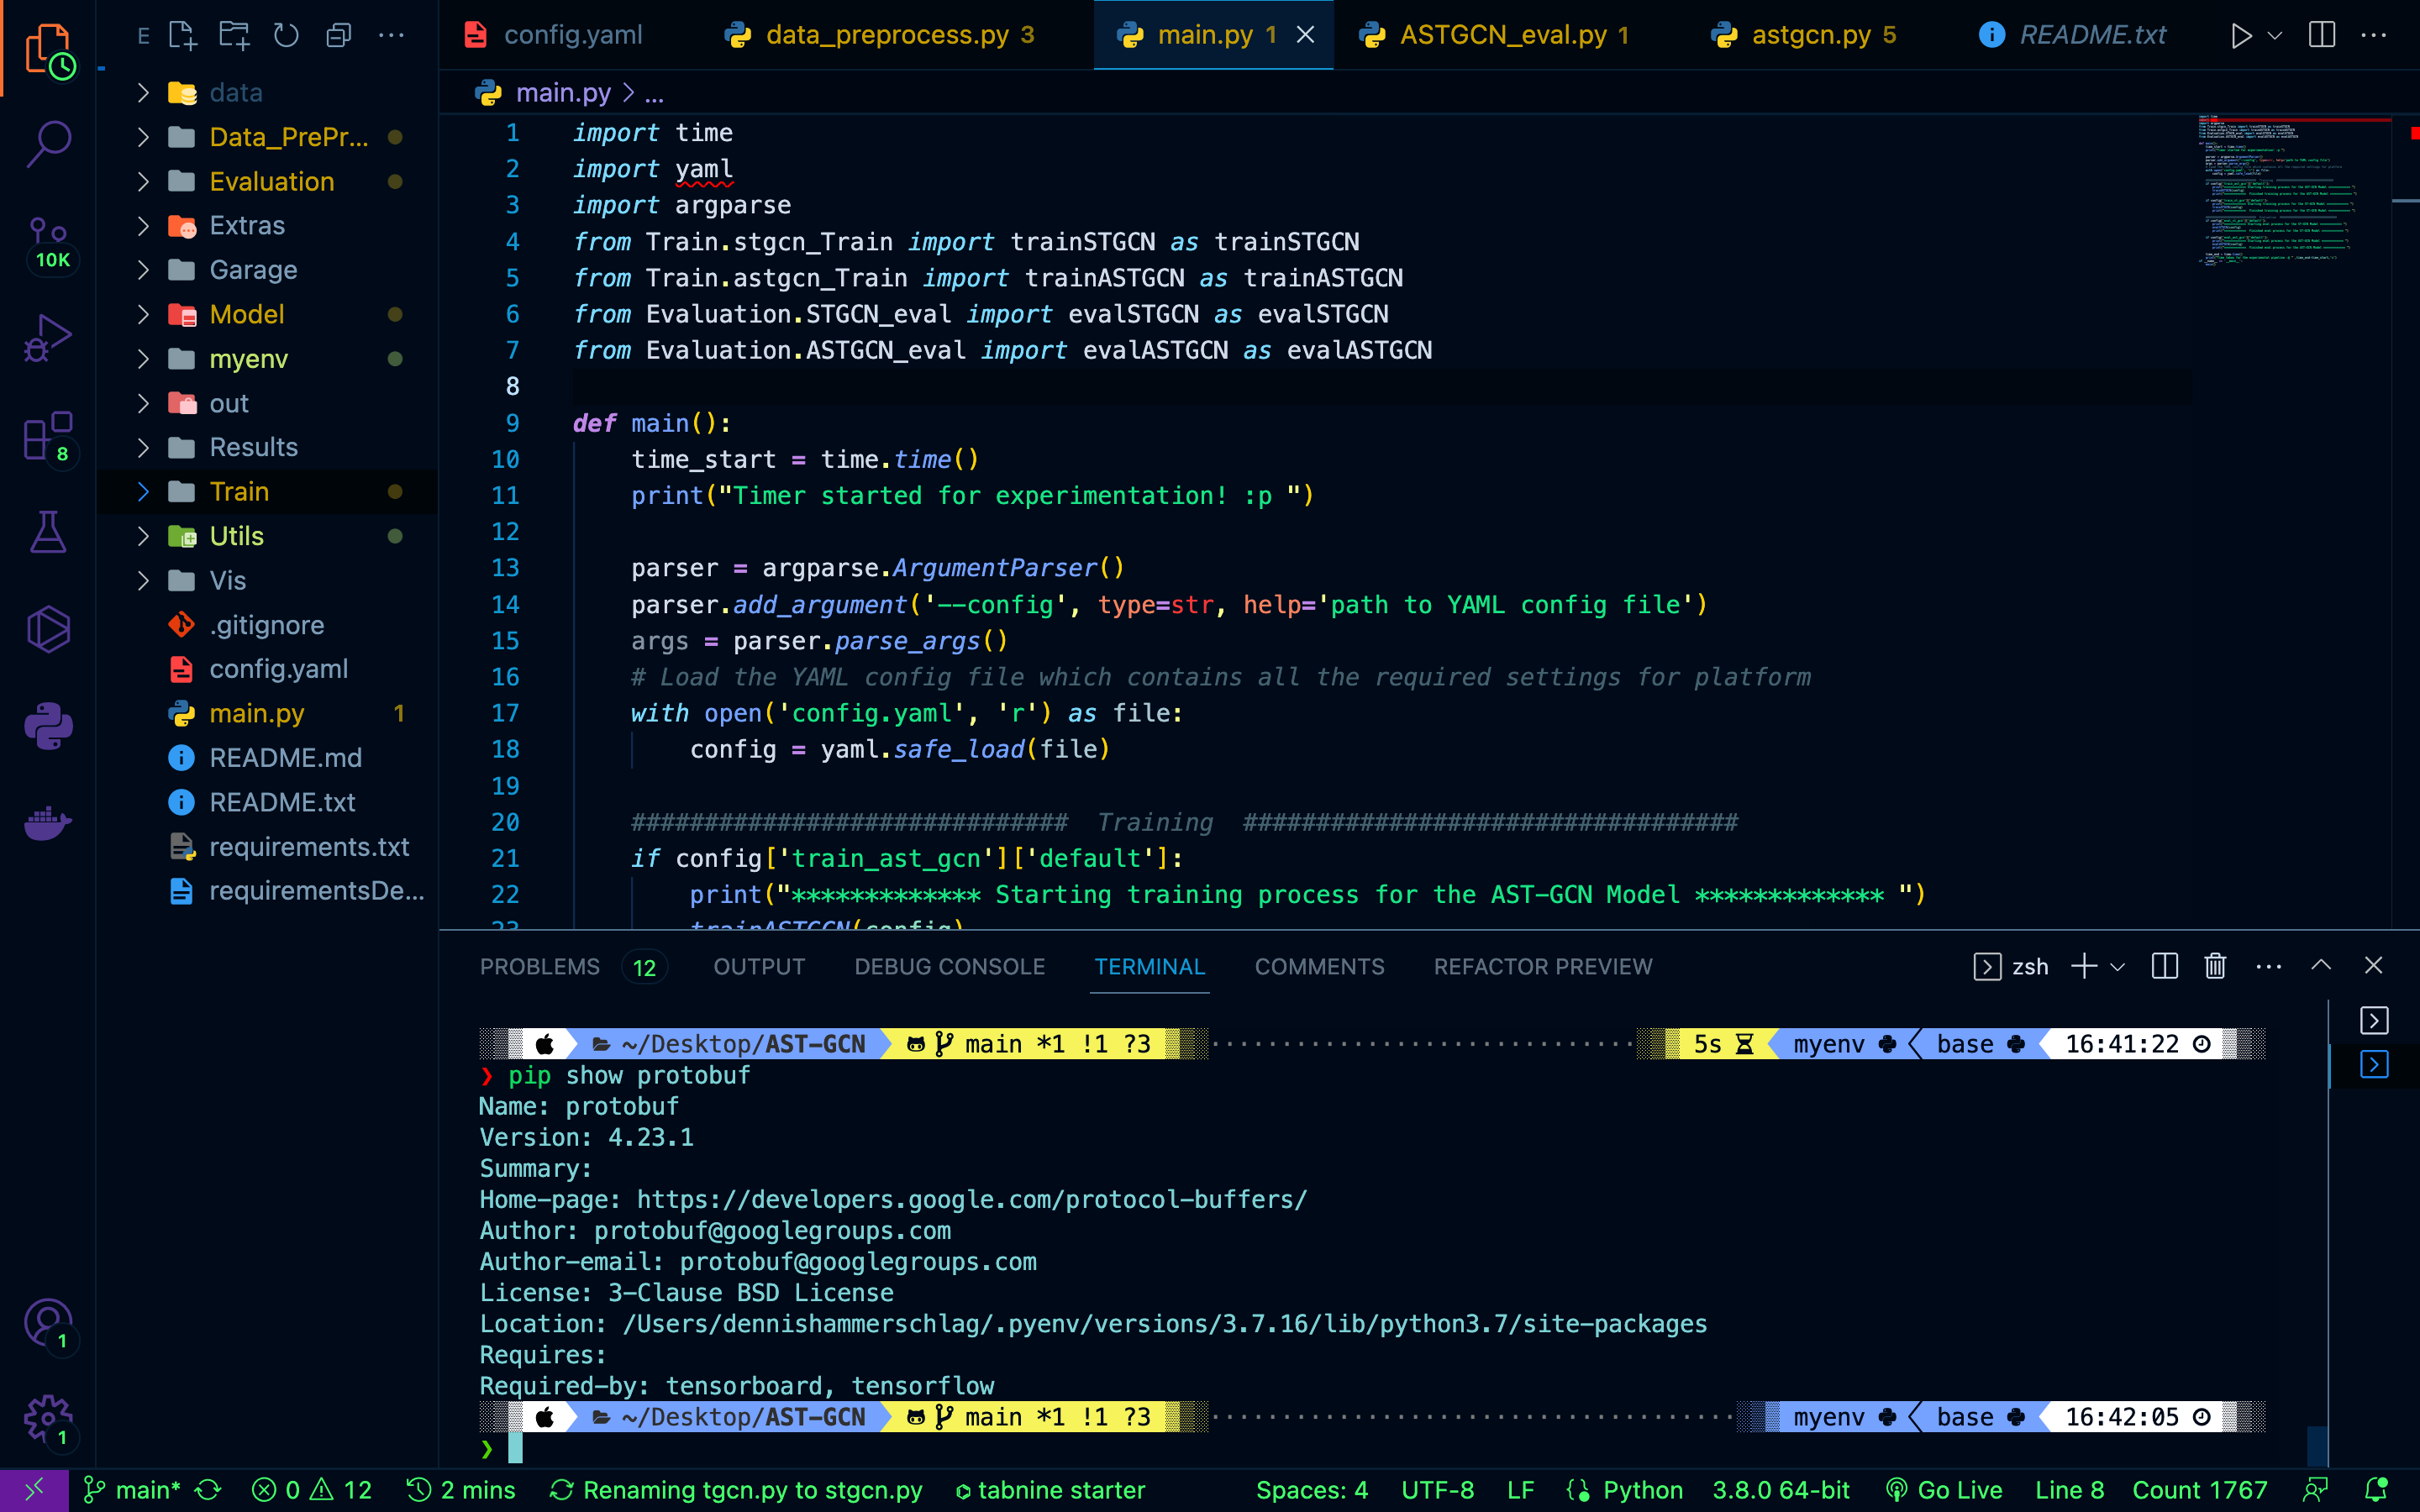 E
config.yaml
data_preprocess.py 3
main.py 1
ASTGCN_eval.py 1
astgcn.py 5
README.txt
10K
8
1
1
data
Data_PrePr...
Evaluation
Extras
Garage
Model
myenv
out
Results
Train
Utils
Vis
.gitignore
config.yaml
main.py 1
README.md
README.txt
requirements.txt
requirementsDe...
main.py > ...
1 import time
2 import yaml
3 import argparse
4 from Train.stgcn_Train import trainSTGCN as trainSTGCN
5 from Train.astgcn_Train import trainASTGCN as trainASTGCN
6 from Evaluation.STGCN_eval import evalSTGCN as evalSTGCN
7 from Evaluation.ASTGCN_eval import evalASTGCN as evalASTGCN
8
9 def main():
10 time_start = time.time()
11 print("Timer started for experimentation! :p ")
12
13 parser = argparse.ArgumentParser()
14 parser.add_argument('--config', type=str, help='path to YAML config file')
15 args = parser.parse_args()
16 # Load the YAML config file which contains all the required settings for platform
17 with open('config.yaml', 'r') as file:
18 config = yaml.safe_load(file)
19
20 ############################## Training ##################################
21 if config['train_ast_gcn']['default']:
22 print("************* Starting training process for the AST-GCN Model ************* ")
23 trainASTGCN(config)
PROBLEMS 12 OUTPUT DEBUG CONSOLE TERMINAL COMMENTS REFACTOR PREVIEW zsh
~/Desktop/AST-GCN main *1 !1 ?3 5s myenv base 16:41:22
❯ pip show protobuf
Name: protobuf
Version: 4.23.1
Summary:
Home-page: https://developers.google.com/protocol-buffers/
Author: protobuf@googlegroups.com
Author-email: protobuf@googlegroups.com
License: 3-Clause BSD License
Location: /Users/dennishammerschlag/.pyenv/versions/3.7.16/lib/python3.7/site-packages
Requires:
Required-by: tensorboard, tensorflow
~/Desktop/AST-GCN main *1 !1 ?3 myenv base 16:42:05
❯
main* 0 12 2 mins Renaming tgcn.py to stgcn.py tabnine starter Spaces: 4 UTF-8 LF Python 3.8.0 64-bit Go Live Line 8 Count 1767